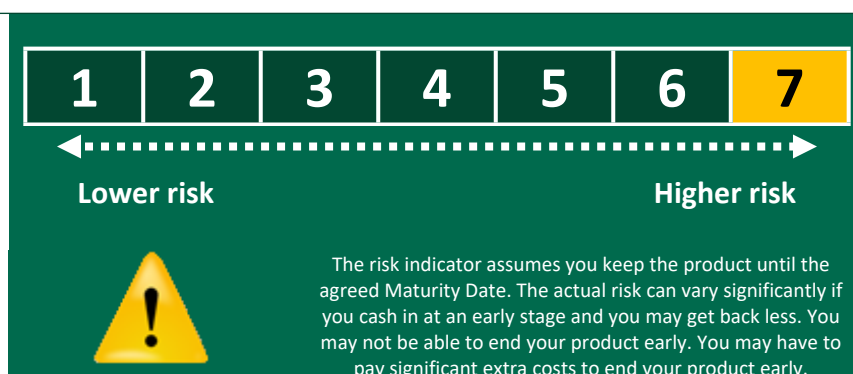 1 2 3 4 5 6 7
Lower risk Higher risk
The risk indicator assumes you keep the product until the
agreed Maturity Date. The actual risk can vary significantly if
you cash in at an early stage and you may get back less. You
may not be able to end your product early. You may have to
pay significant extra costs to end your product early.